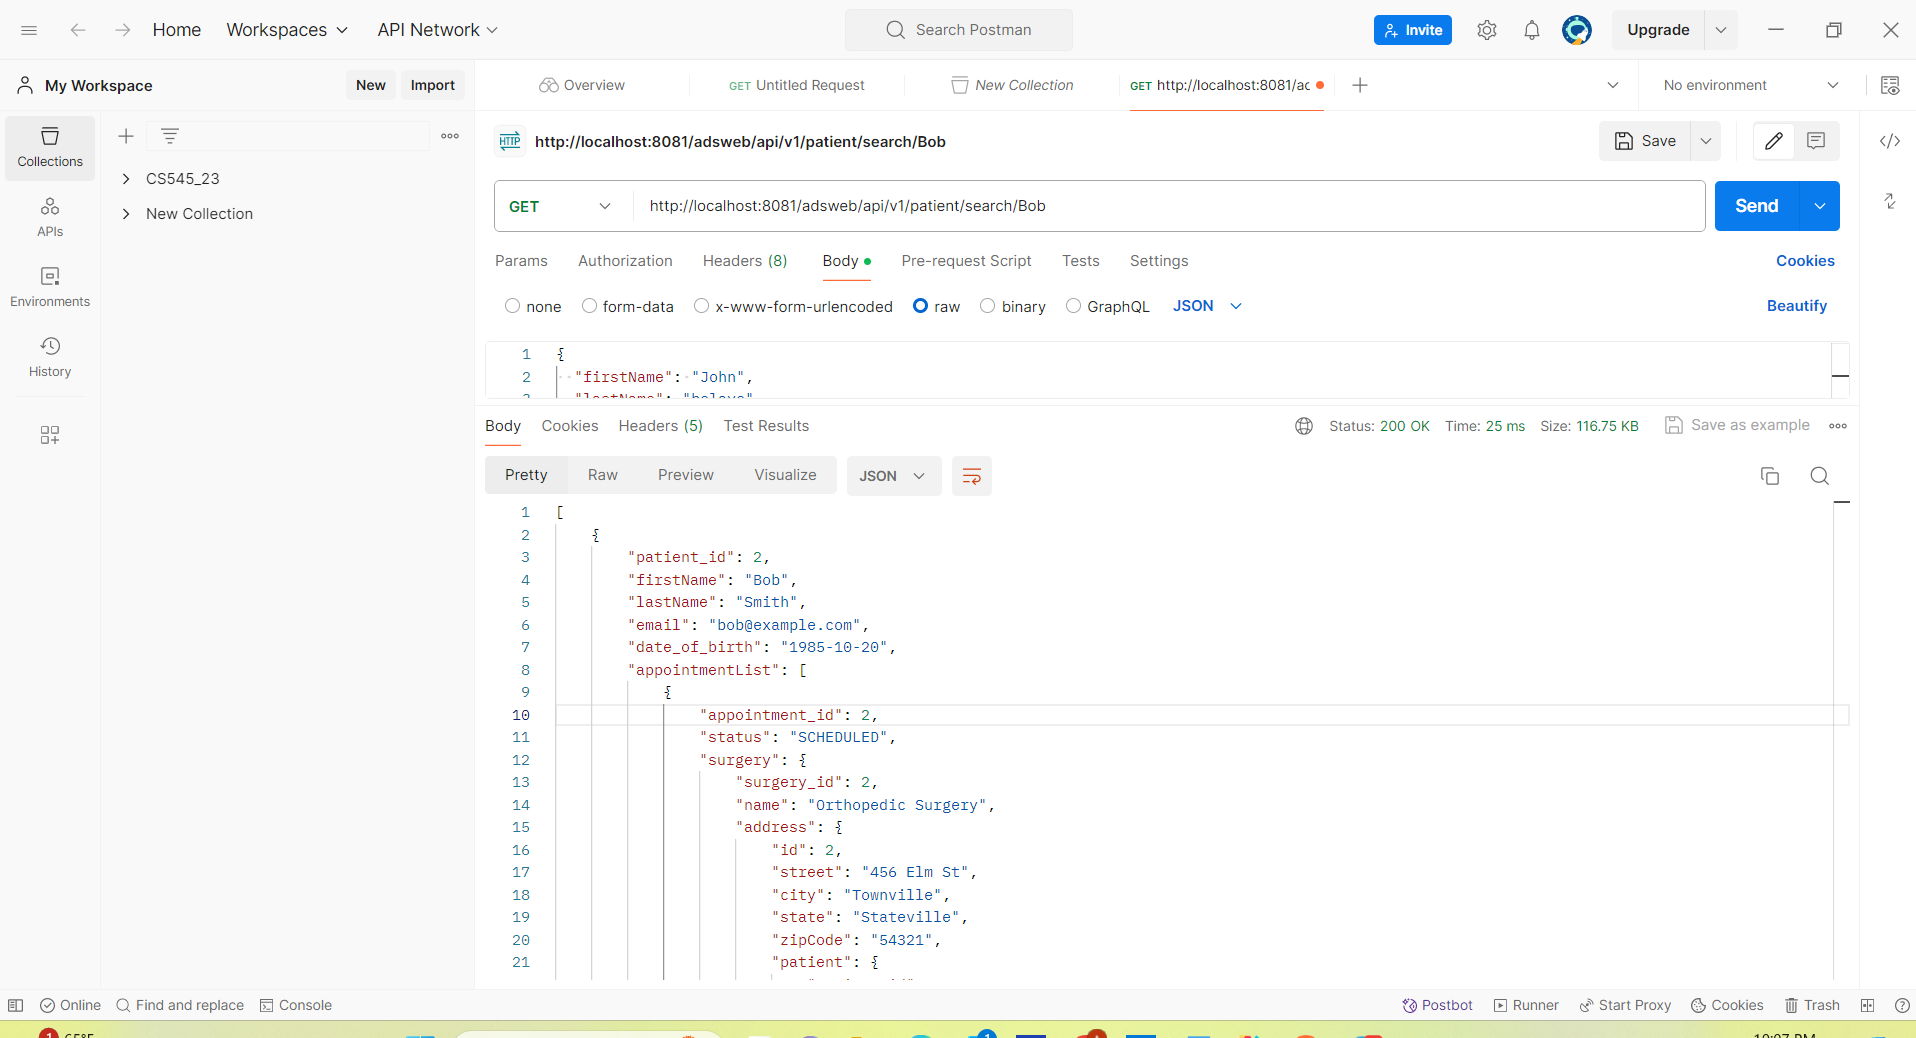 Home
Workspaces
API Network
Search Postman
Invite
Upgrade
My Workspace
New
Import
Overview
GET Untitled Request
New Collection
GET http://localhost:8081/ac
No environment
Collections
CS545_23
New Collection
APIs
Environments
History
HTTP
http://localhost:8081/adsweb/api/v1/patient/search/Bob
Save
GET
http://localhost:8081/adsweb/api/v1/patient/search/Bob
Send
Params
Authorization
Headers (8)
Body
Pre-request Script
Tests
Settings
Cookies
none
form-data
x-www-form-urlencoded
raw
binary
GraphQL
JSON
Beautify
1 {
2 "firstName": "John",
Body
Cookies
Headers (5)
Test Results
Status: 200 OK
Time: 25 ms
Size: 116.75 KB
Save as example
Pretty
Raw
Preview
Visualize
JSON
1 [
2 {
3 "patient_id": 2,
4 "firstName": "Bob",
5 "lastName": "Smith",
6 "email": "bob@example.com",
7 "date_of_birth": "1985-10-20",
8 "appointmentList": [
9 {
10 "appointment_id": 2,
11 "status": "SCHEDULED",
12 "surgery": {
13 "surgery_id": 2,
14 "name": "Orthopedic Surgery",
15 "address": {
16 "id": 2,
17 "street": "456 Elm St",
18 "city": "Townville",
19 "state": "Stateville",
20 "zipCode": "54321",
21 "patient": {
Online
Find and replace
Console
Postbot
Runner
Start Proxy
Cookies
Trash